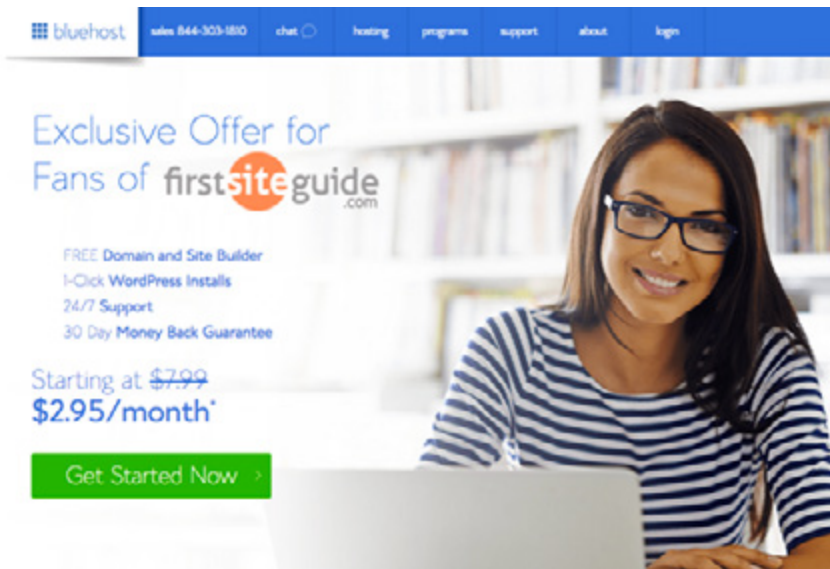 bluehost
sales 844-303-1810
chat
hosting
programs
support
about
login
Exclusive Offer for
Fans of firstsiteguide
.com
FREE Domain and Site Builder
1-Click WordPress Installs
24/7 Support
30 Day Money Back Guarantee
Starting at $7.99
$2.95/month*
Get Started Now >